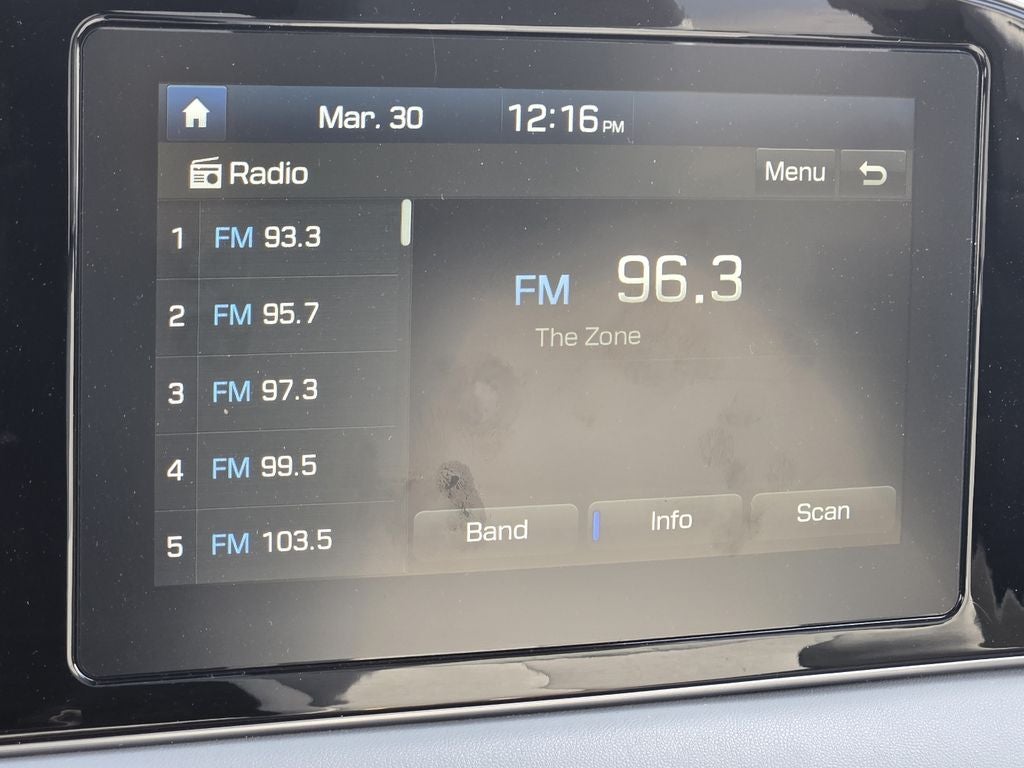 Mar. 30 12:16 PM
Radio Menu
1 FM 93.3
2 FM 95.7
3 FM 97.3
4 FM 99.5
5 FM 103.5
FM 96.3
The Zone
Band Info Scan